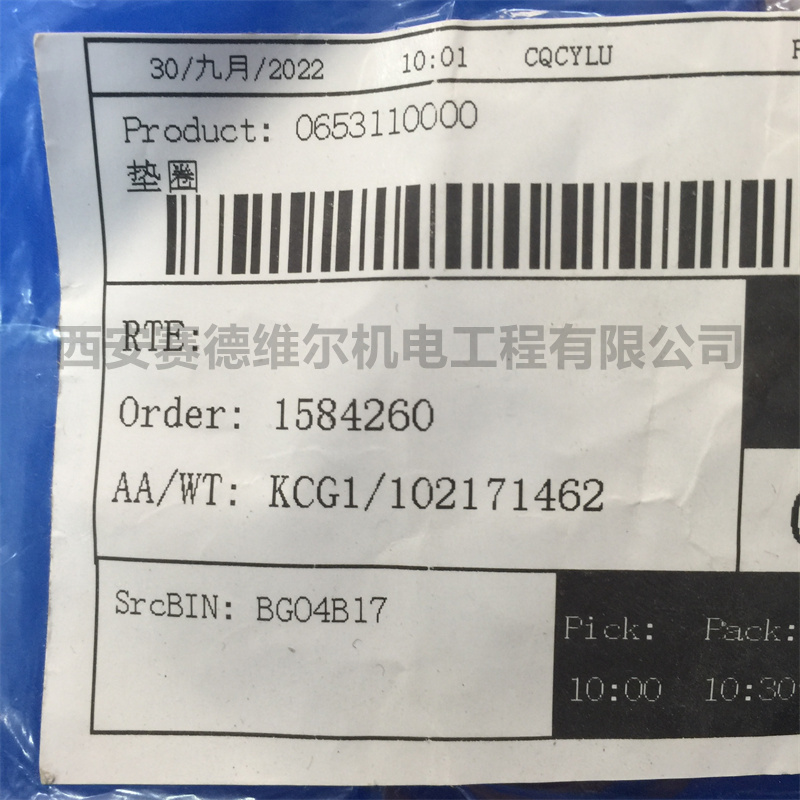 30/九月/2022 10:01 CQCYLU
Product: 0653110000
垫圈
RTE:
西安赛德维尔机电工程有限公司
Order: 1584260
AA/WT: KCG1/102171462
SrcBIN: BG04B17
Pick: Pack:
10:00 10:30